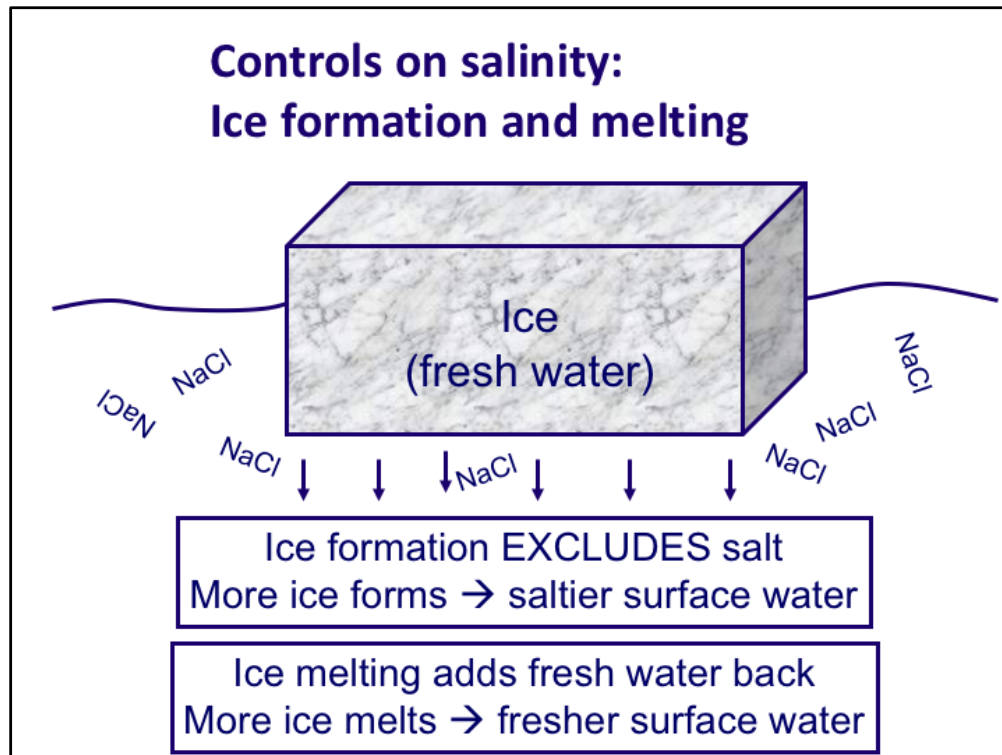 Controls on salinity:
Ice formation and melting
Ice
(fresh water)
NaCl
NaCl
NaCl
NaCl
NaCl
NaCl
NaCl
Ice formation EXCLUDES salt
More ice forms → saltier surface water
Ice melting adds fresh water back
More ice melts → fresher surface water